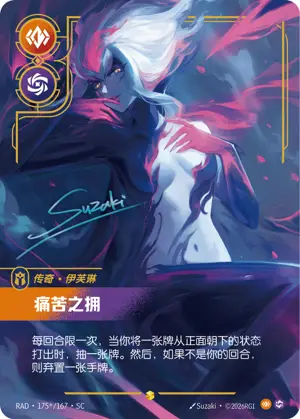 Suzaki
传奇·伊芙琳
痛苦之拥
每回合限一次，当你将一张牌从正面朝下的状态
打出时，抽一张牌。然后，如果不是你的回合，
则弃置一张手牌。
RAD · 175*/167 · SC
Suzaki · ©2026RGI